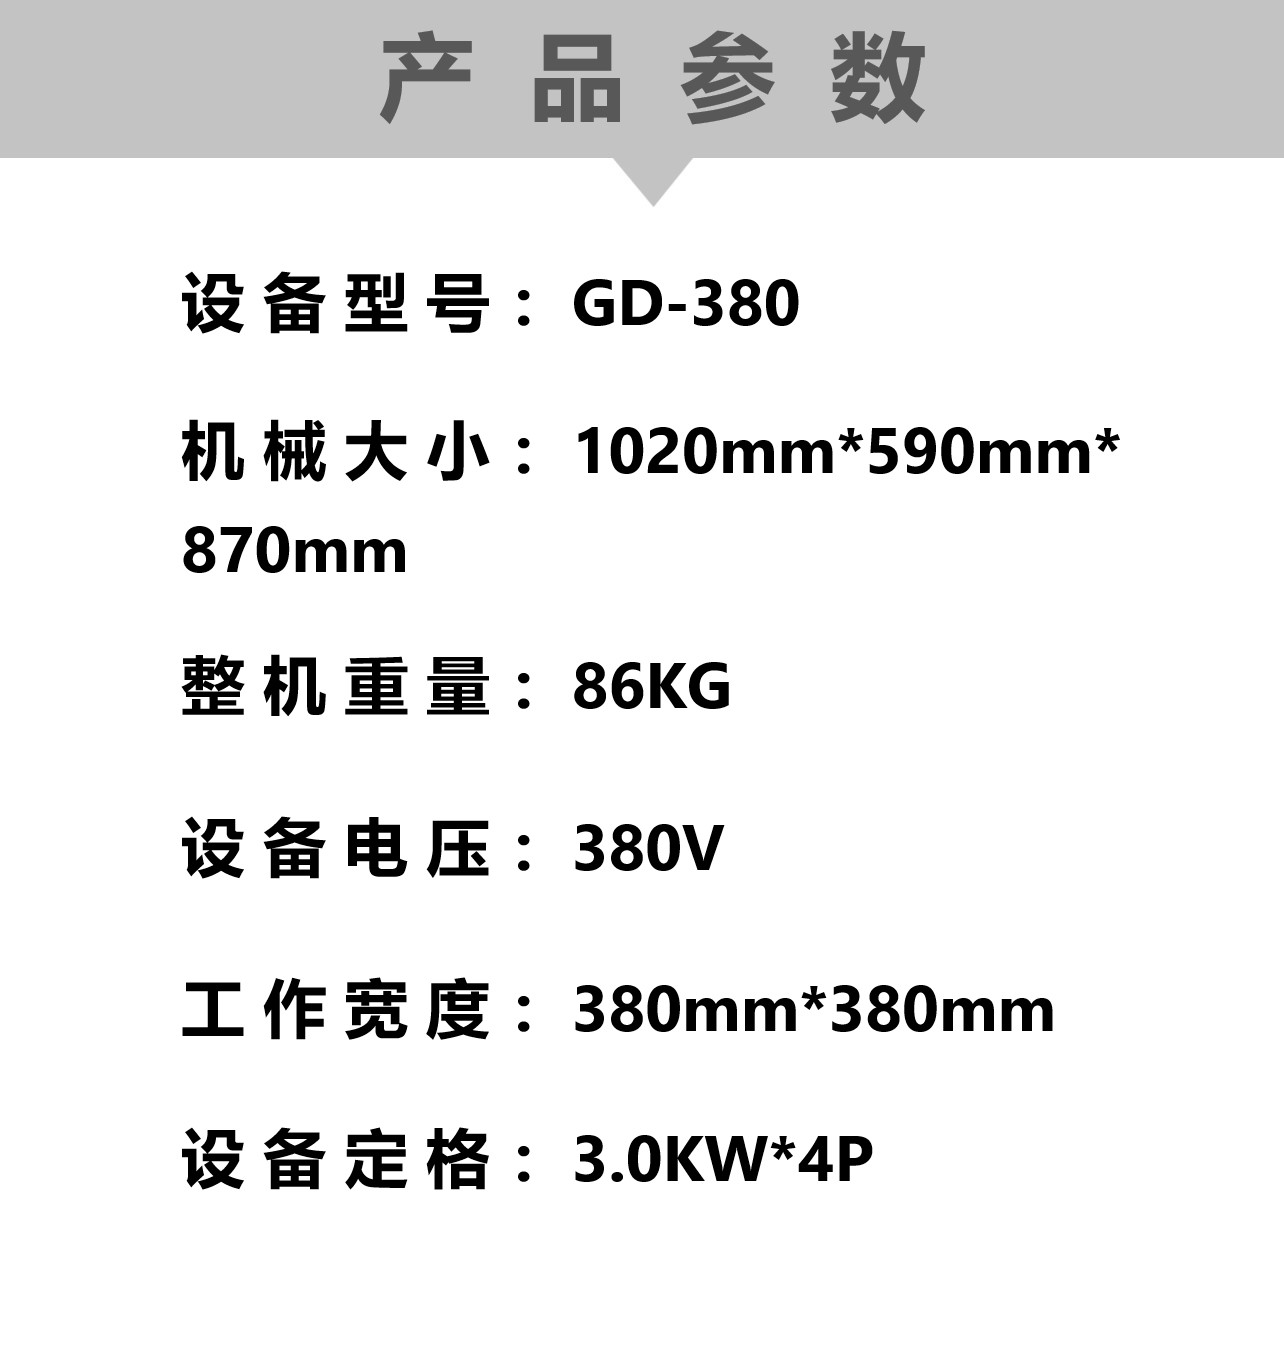 产品参数
设备型号：GD-380
机械大小：1020mm*590mm*
870mm
整机重量：86KG
设备电压：380V
工作宽度：380mm*380mm
设备定格：3.0KW*4P